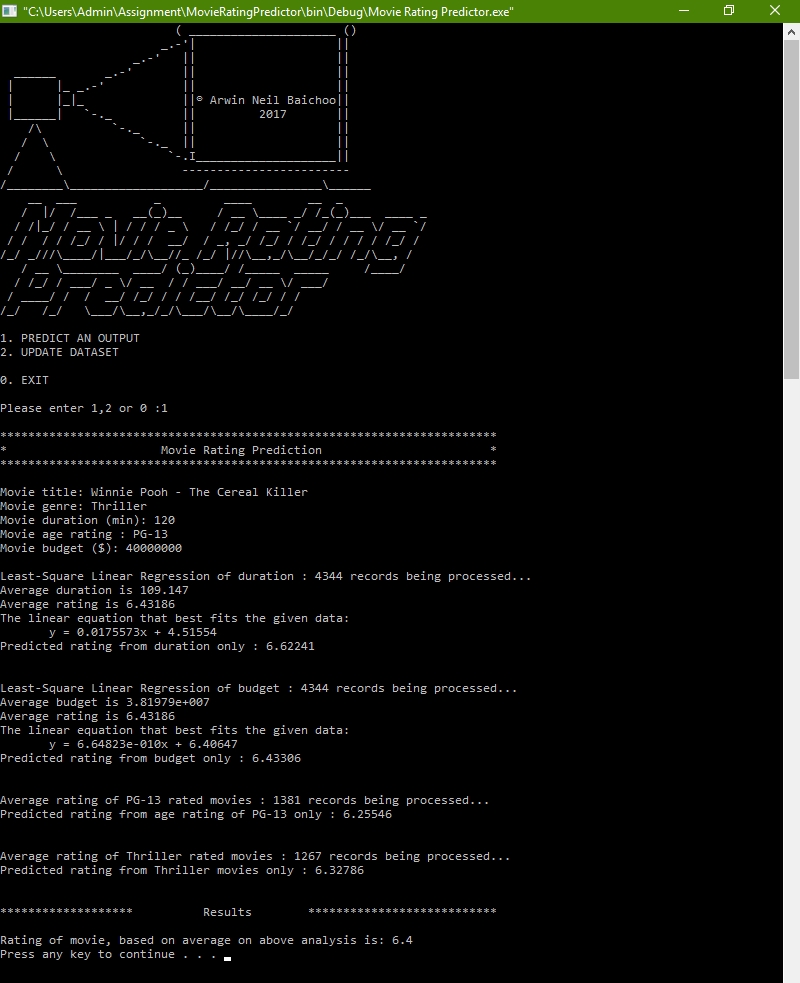 "C:\Users\Admin\Assignment\MovieRatingPredictor\bin\Debug\Movie Rating Predictor.exe"
© Arwin Neil Baichoo
2017
Movie Rating
Predictor
1. PREDICT AN OUTPUT
2. UPDATE DATASET
0. EXIT
Please enter 1,2 or 0 :1
***********************************************************************
* Movie Rating Prediction *
***********************************************************************
Movie title: Winnie Pooh - The Cereal Killer
Movie genre: Thriller
Movie duration (min): 120
Movie age rating : PG-13
Movie budget ($): 40000000
Least-Square Linear Regression of duration : 4344 records being processed...
Average duration is 109.147
Average rating is 6.43186
The linear equation that best fits the given data:
y = 0.0175573x + 4.51554
Predicted rating from duration only : 6.62241
Least-Square Linear Regression of budget : 4344 records being processed...
Average budget is 3.81979e+007
Average rating is 6.43186
The linear equation that best fits the given data:
y = 6.64823e-010x + 6.40647
Predicted rating from budget only : 6.43306
Average rating of PG-13 rated movies : 1381 records being processed...
Predicted rating from age rating of PG-13 only : 6.25546
Average rating of Thriller rated movies : 1267 records being processed...
Predicted rating from Thriller movies only : 6.32786
******************* Results ***************************
Rating of movie, based on average on above analysis is: 6.4
Press any key to continue . . .